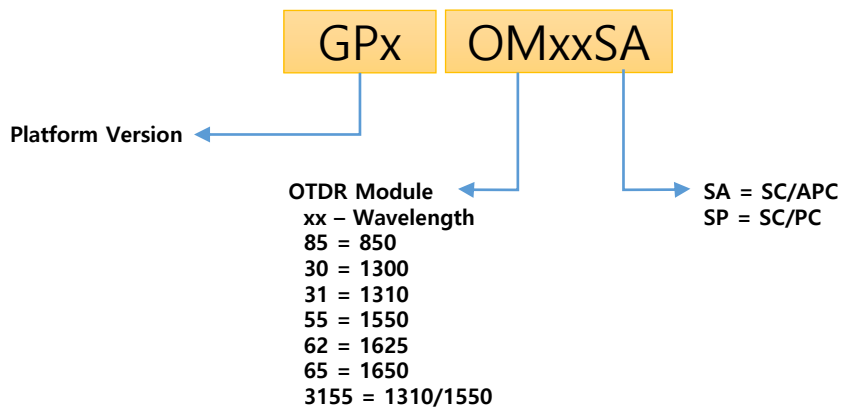 GPx OMxxSA
Platform Version
OTDR Module
xx – Wavelength
85 = 850
30 = 1300
31 = 1310
55 = 1550
62 = 1625
65 = 1650
3155 = 1310/1550
SA = SC/APC
SP = SC/PC